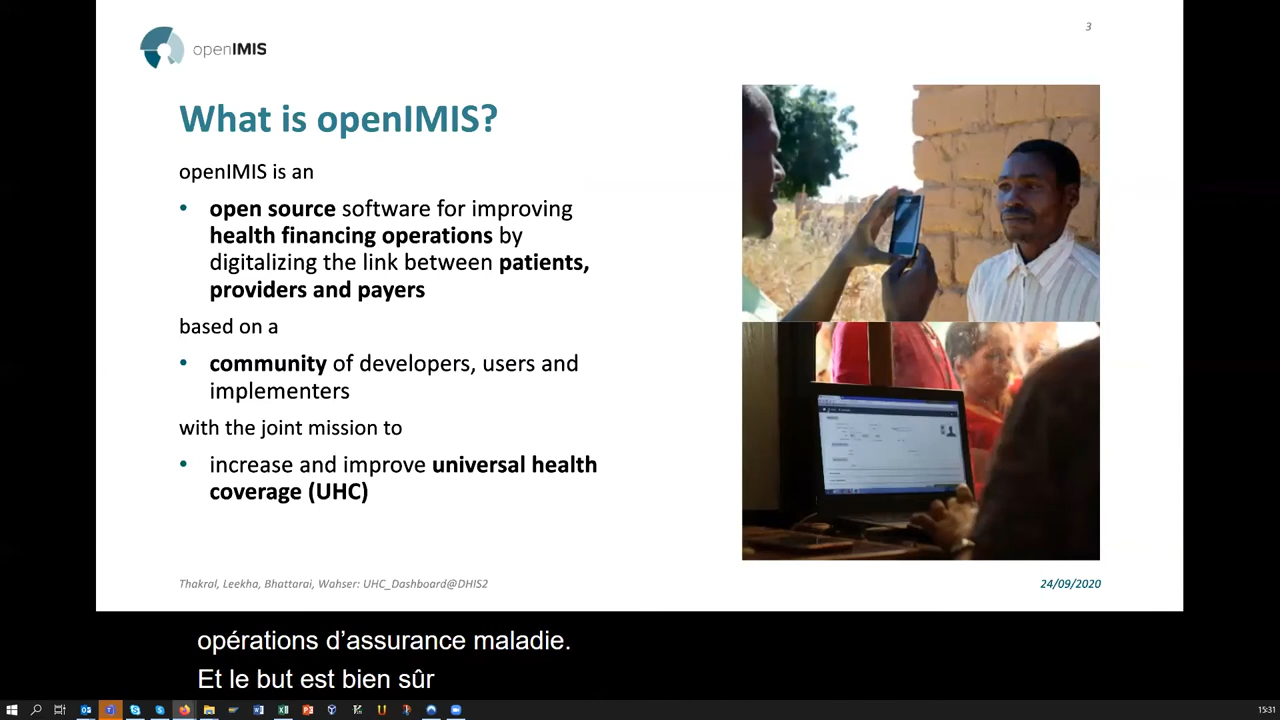 3
openIMIS
What is openIMIS?
openIMIS is an
• open source software for improving
health financing operations by
digitalizing the link between patients,
providers and payers
based on a
• community of developers, users and
implementers
with the joint mission to
• increase and improve universal health
coverage (UHC)
Thakral, Leekha, Bhattarai, Wahser: UHC_Dashboard@DHIS2
24/09/2020
opérations d’assurance maladie.
Et le but est bien sûr
15:31